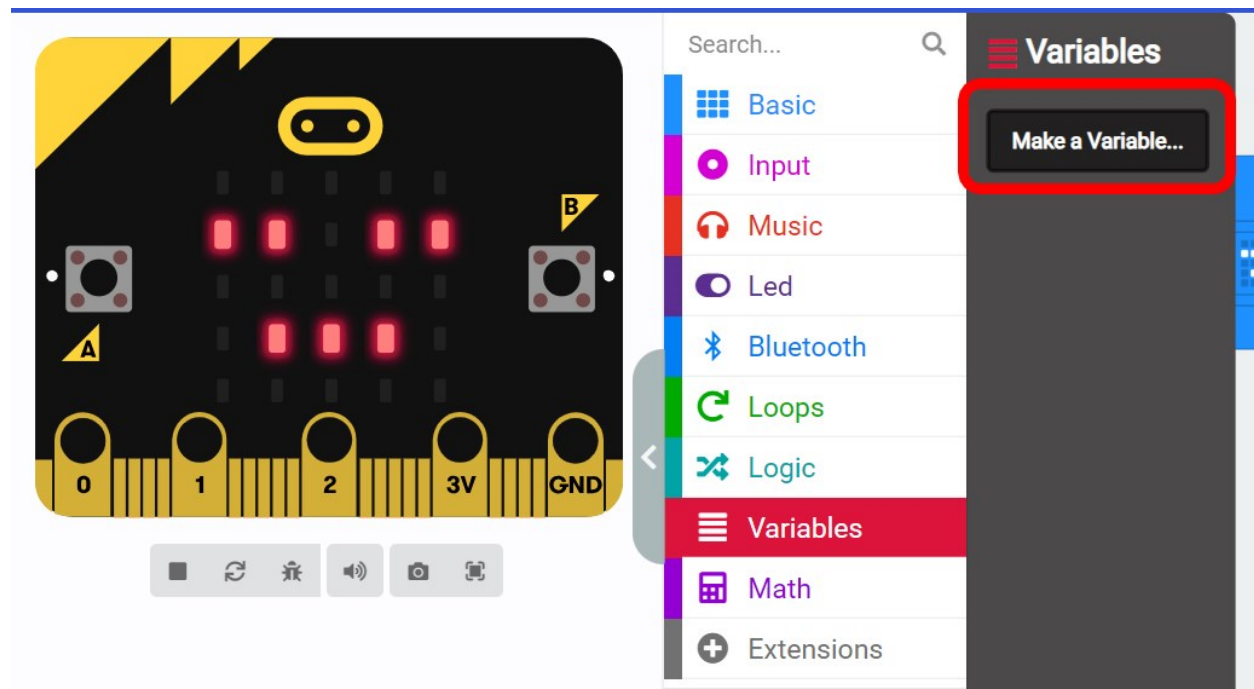 B
A
0
1
2
3V
GND
Search...
Basic
Input
Music
Led
Bluetooth
Loops
Logic
Variables
Math
Extensions
Variables
Make a Variable...